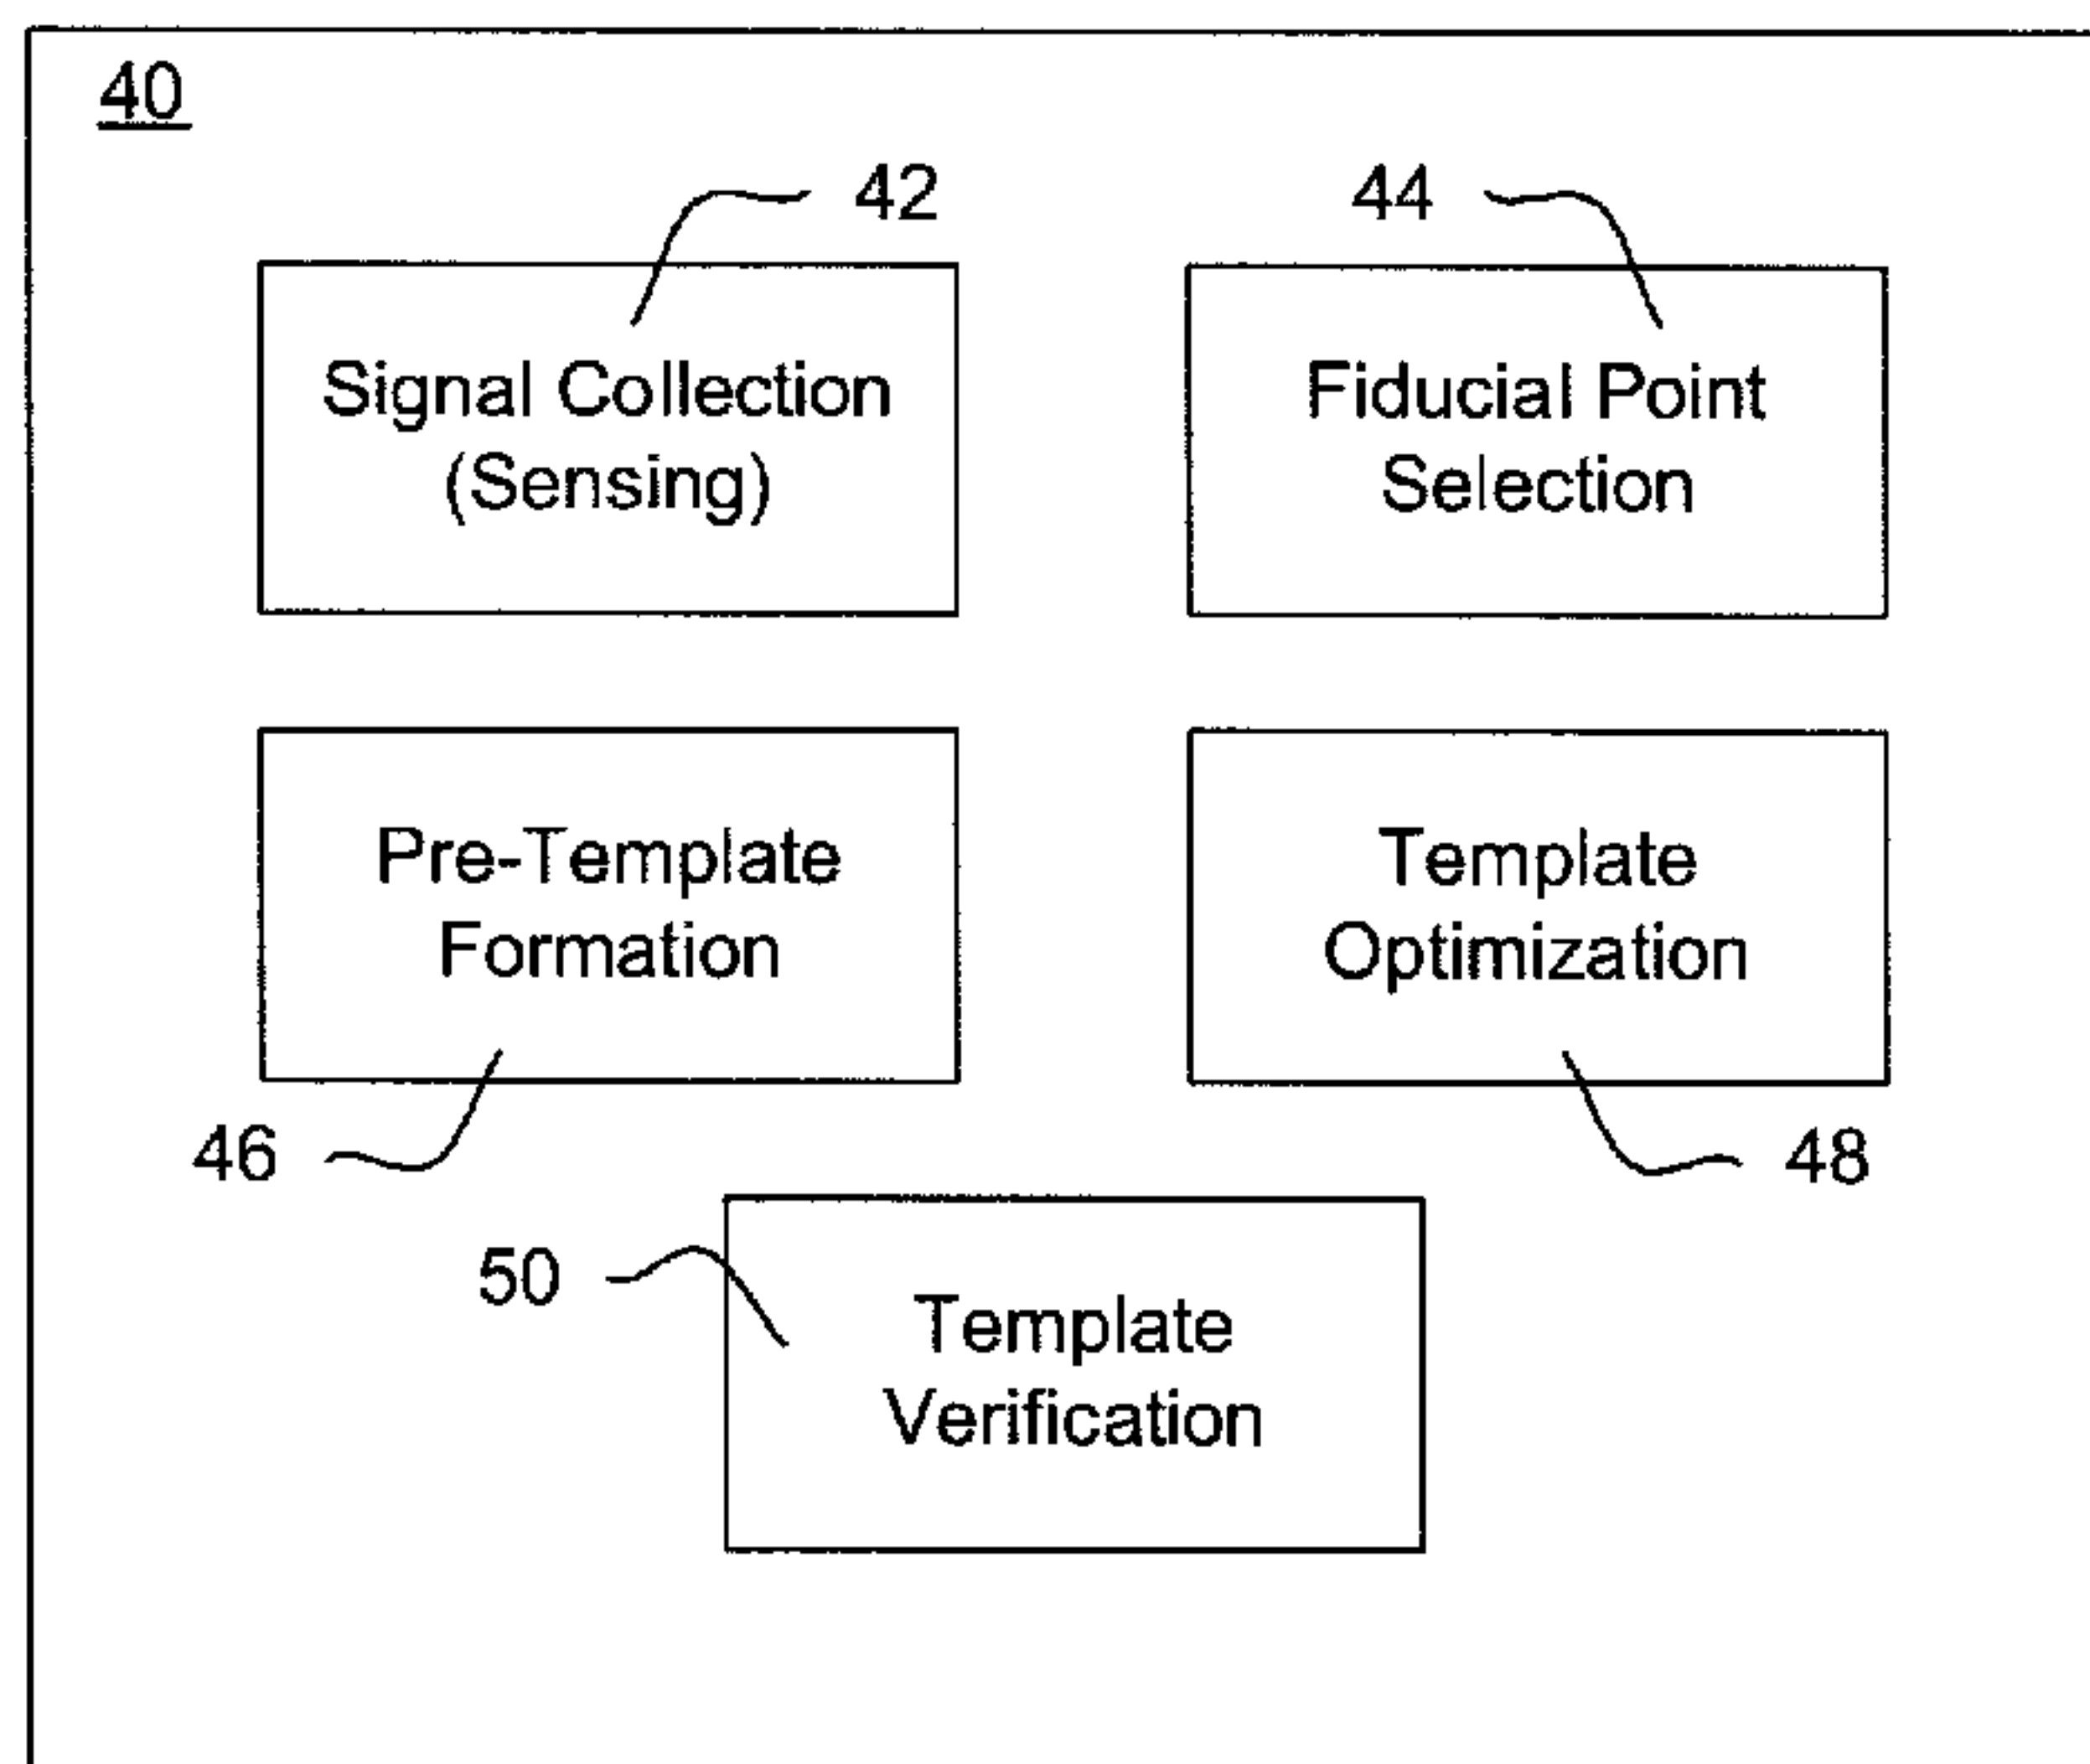 40
42
44
Signal Collection
(Sensing)
Fiducial Point
Selection
Pre-Template
Formation
Template
Optimization
46
48
50
Template
Verification